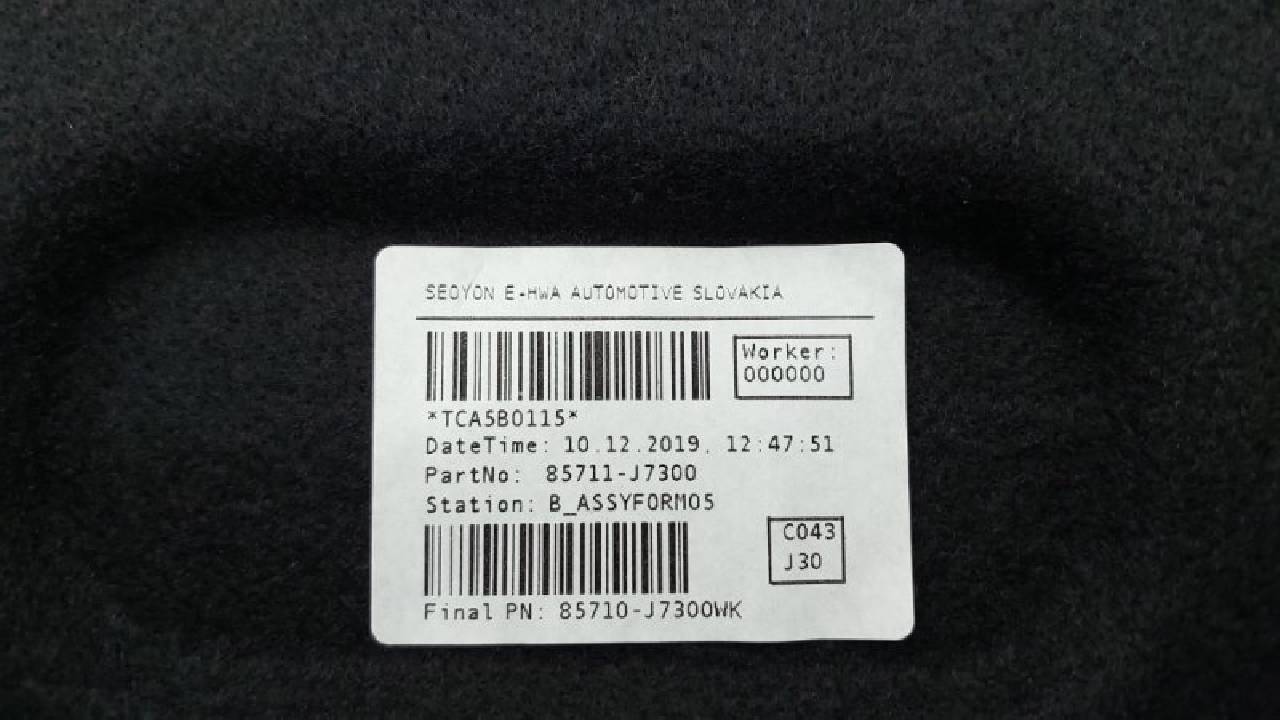 SEOYON E-HWA AUTOMOTIVE SLOVAKIA
Worker:
000000
*TCA5B0115*
DateTime: 10.12.2019, 12:47:51
PartNo: 85711-J7300
Station: B_ASSYFORM05
C043
J30
Final PN: 85710-J7300WK